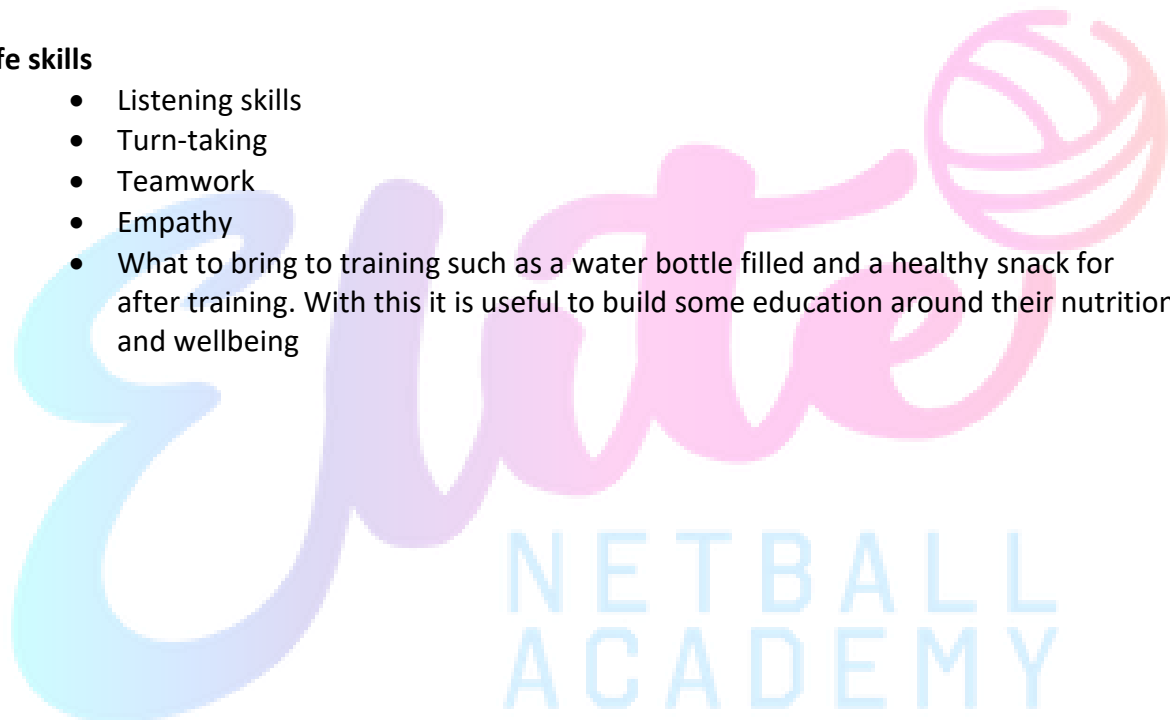 fe skills
• Listening skills
• Turn-taking
• Teamwork
• Empathy
• What to bring to training such as a water bottle filled and a healthy snack for
after training. With this it is useful to build some education around their nutrition
and wellbeing
Elite
NETBALL
ACADEMY